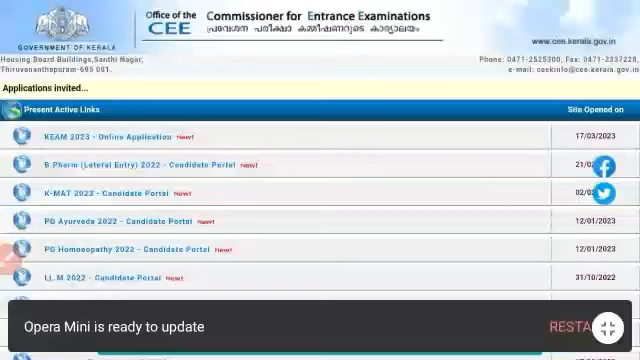 GOVERNMENT OF KERALA
Office of the
CEE
Commissioner for Entrance Examinations
പ്രവേശന പരീക്ഷാ കമ്മീഷണറുടെ കാര്യാലയം
www.cee.kerala.gov.in
Housing Board Buildings,Santhi Nagar,
Thiruvananthapuram-695 001.
Phone: 0471-2525300, Fax: 0471-2337228,
e-mail: ceekinfo@cee.kerala.gov.in
Applications invited...
Present Active Links Site Opened on
KEAM 2023 - Online Application New! 17/03/2023
B.Pharm (Lateral Entry) 2022 - Candidate Portal New! 21/0
K-MAT 2023 - Candidate Portal New! 02/0
PG Ayurveda 2022 - Candidate Portal New! 12/01/2023
PG Homoeopathy 2022 - Candidate Portal New! 12/01/2023
LL.M 2022 - Candidate Portal New! 31/10/2022
Opera Mini is ready to update RESTA